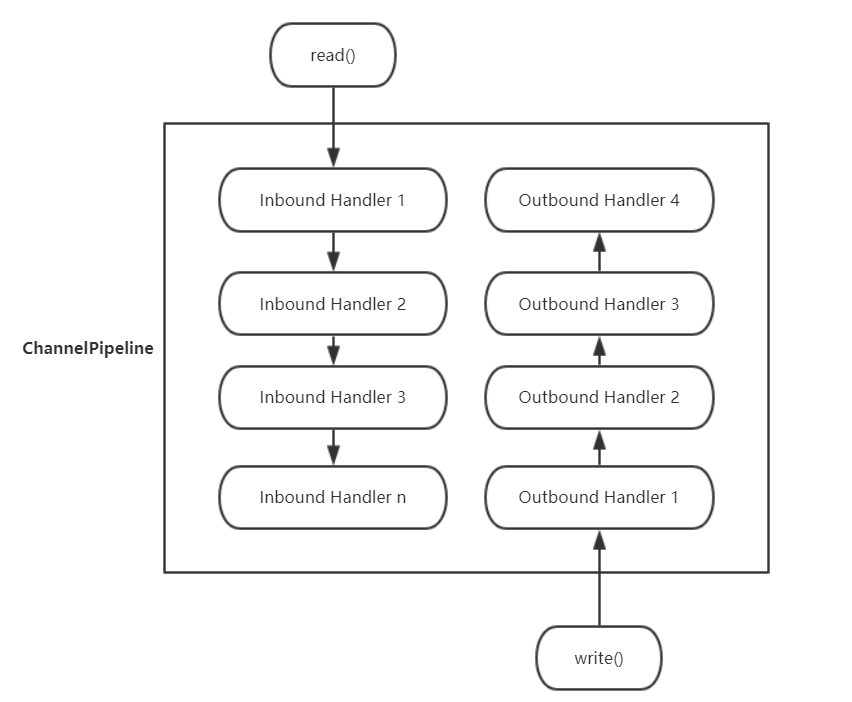 read()
Inbound Handler 1
Outbound Handler 4
Inbound Handler 2
Outbound Handler 3
ChannelPipeline
Inbound Handler 3
Outbound Handler 2
Inbound Handler n
Outbound Handler 1
write()